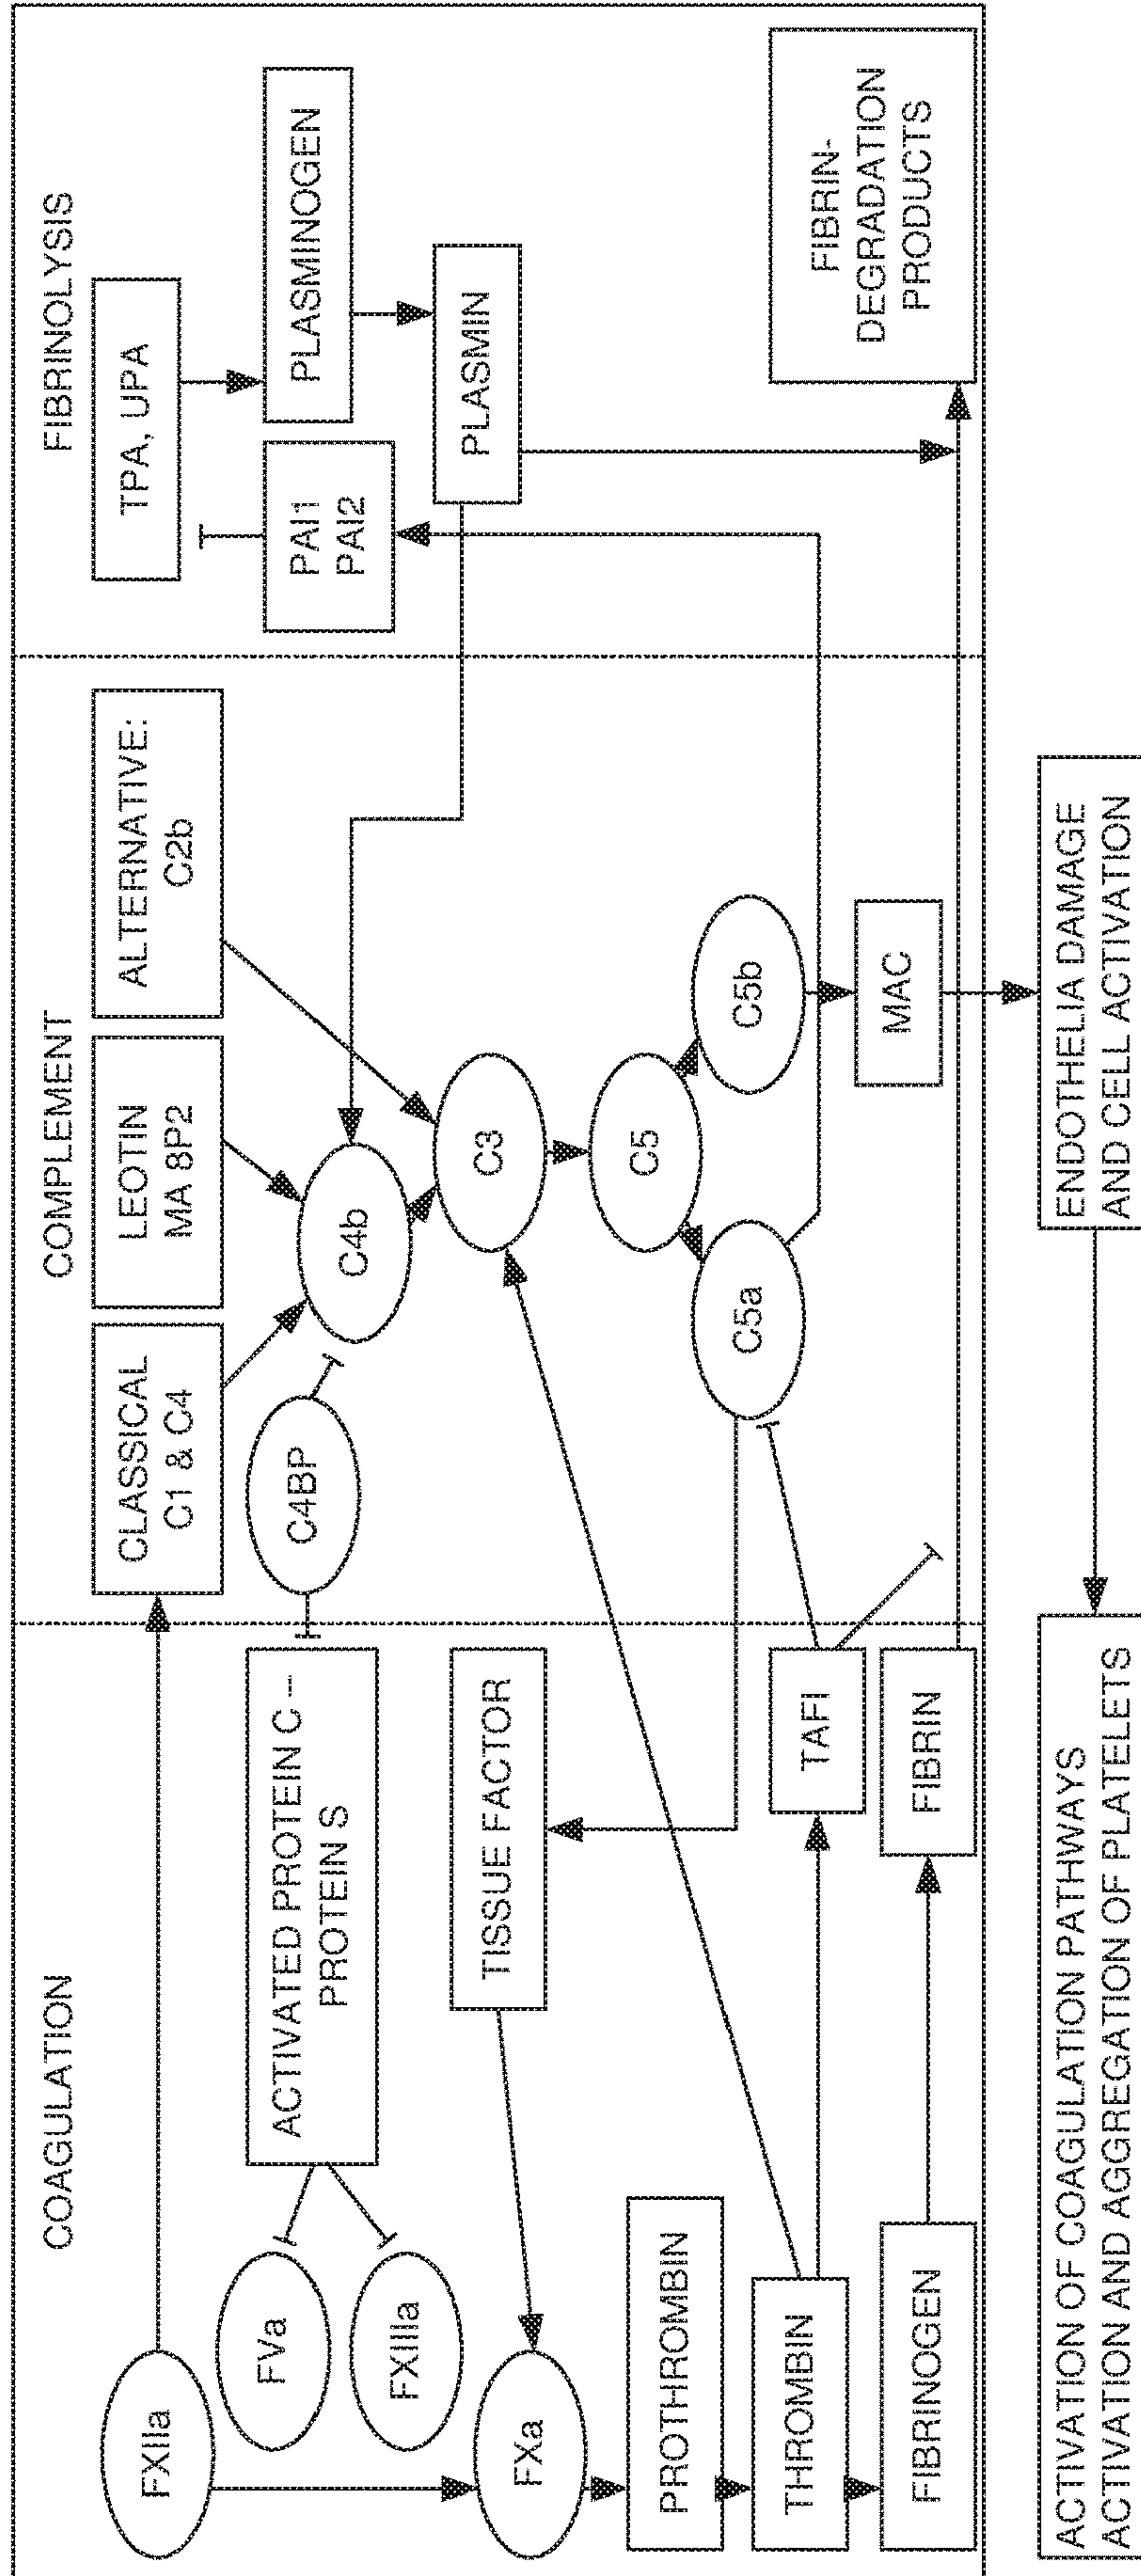 COAGULATION
FXIIa
FVa
FXIIIa
ACTIVATED PROTEIN C –
PROTEIN S
TISSUE FACTOR
FXa
PROTHROMBIN
THROMBIN
TAFI
FIBRINOGEN
FIBRIN
COMPLEMENT
CLASSICAL
C1 & C4
LEOTIN
MA 8P2
ALTERNATIVE:
C2b
C4BP
C4b
C3
C5
C5a
C5b
MAC
FIBRINOLYSIS
TPA, UPA
PAI1
PAI2
PLASMINOGEN
PLASMIN
FIBRIN-
DEGRADATION
PRODUCTS
ACTIVATION OF COAGULATION PATHWAYS
ACTIVATION AND AGGREGATION OF PLATELETS
ENDOTHELIA DAMAGE
AND CELL ACTIVATION